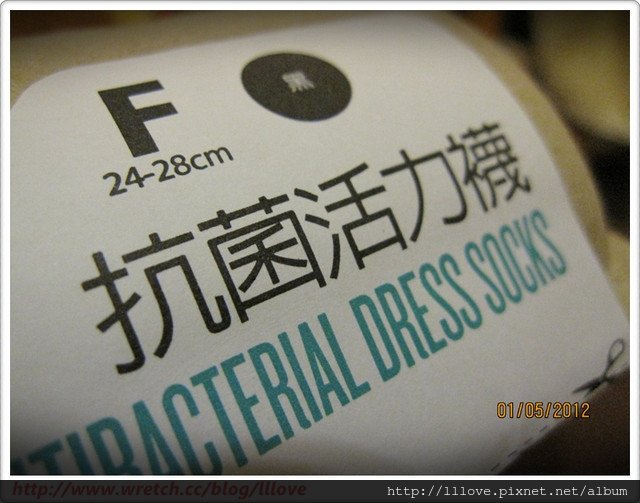 F
黑
24-28cm
抗菌活力襪
TIBACTERIAL DRESS SOCKS
01/05/2012
http://www.wretch.cc/blog/lllove
http://lllove.pixnet.net/album